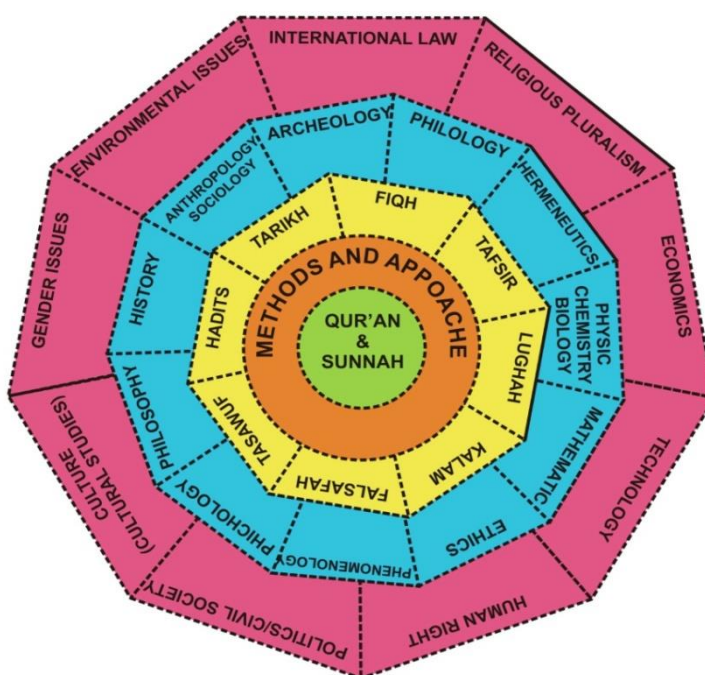 INTERNATIONAL LAW
RELIGIOUS PLURALISM
ECONOMICS
TECHNOLOGY
HUMAN RIGHT
POLITICS/CIVIL SOCIETY
CULTURE
(CULTURAL STUDIES)
GENDER ISSUES
ENVIRONMENTAL ISSUES
ARCHEOLOGY
PHILOLOGY
HERMENEUTICS
PHYSIC
CHEMISTRY
BIOLOGY
MATHEMATIC
ETHICS
PHENOMENOLOGY
PHICHOLOGY
PHILOSOPHY
HISTORY
ANTHROPOLOGY
SOCIOLOGY
FIQH
TAFSIR
LUGHAH
KALAM
FALSAFAH
TASAWUF
HADITS
TARIKH
METHODS AND APPOACHE
QUR'AN
&
SUNNAH